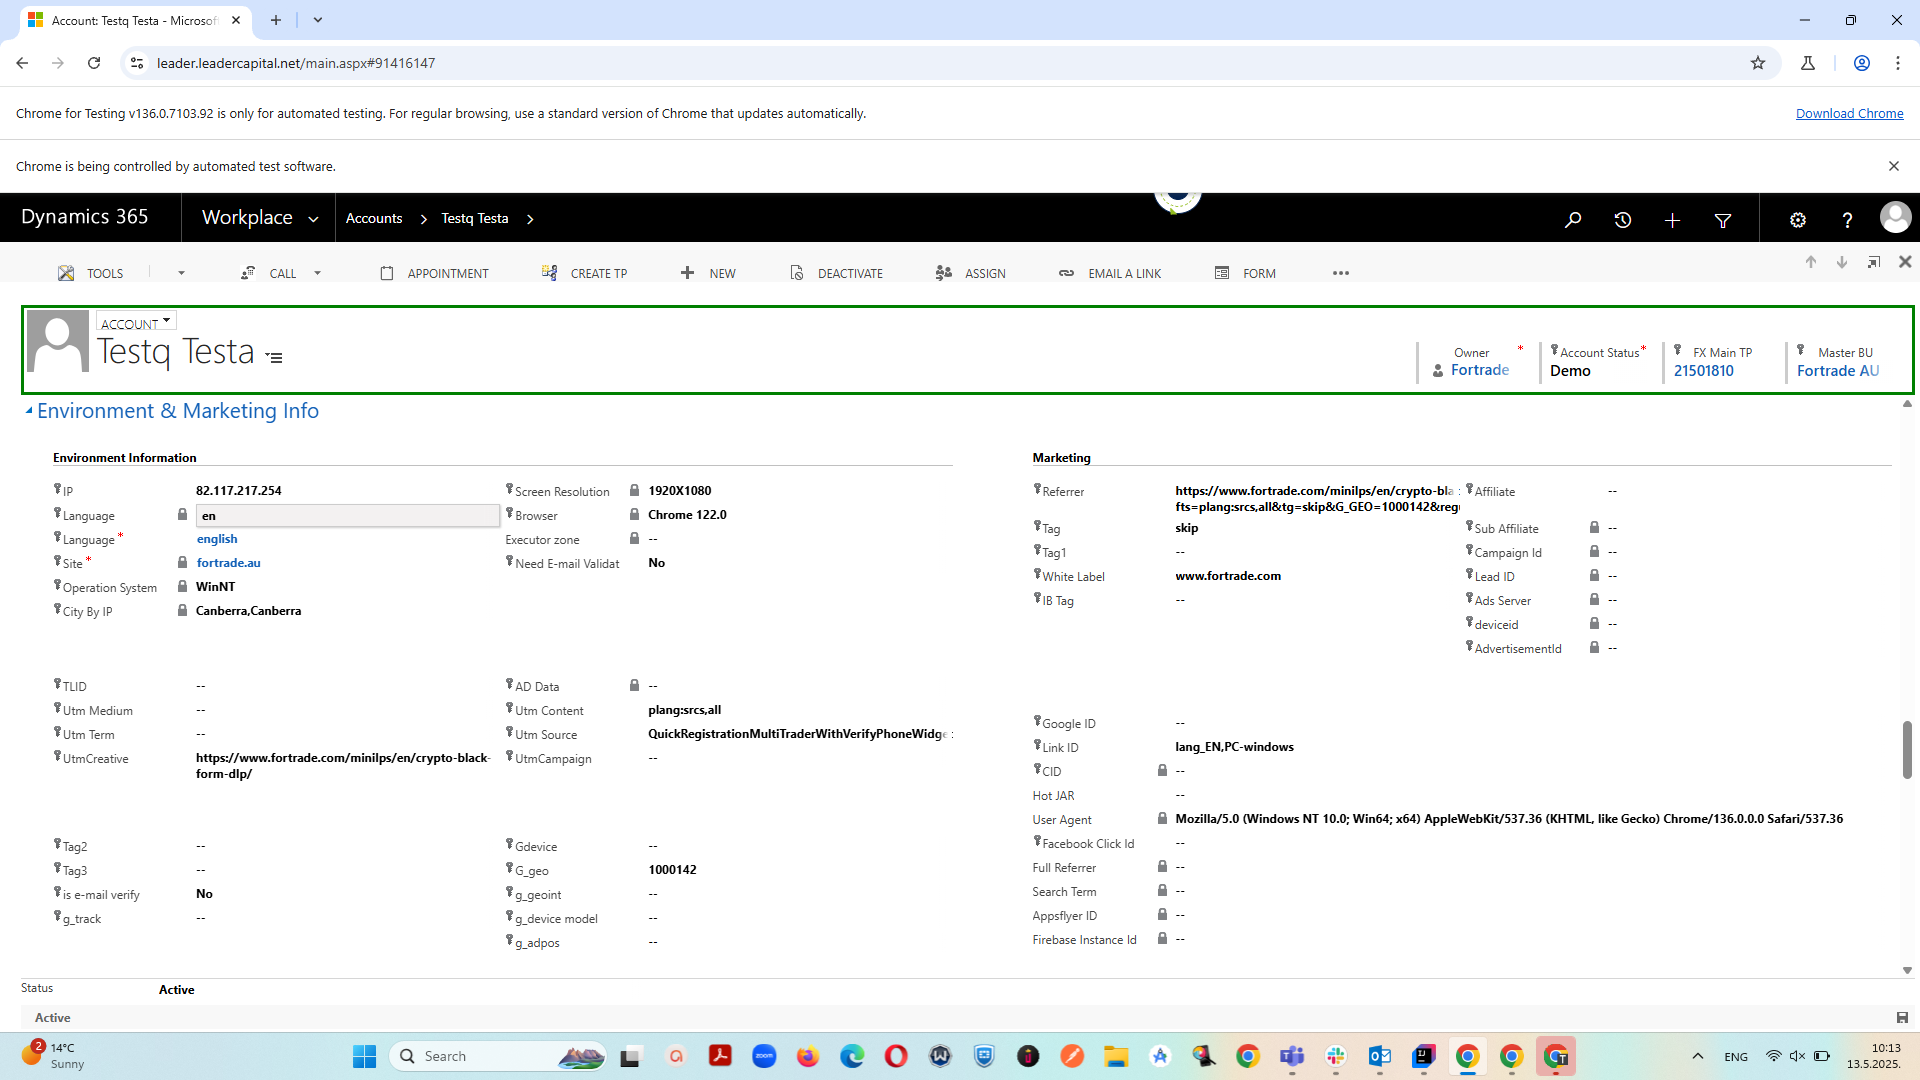 Account: Testq Testa - Microsof
leader.leadercapital.net/main.aspx#91416147
Chrome for Testing v136.0.7103.92 is only for automated testing. For regular browsing, use a standard version of Chrome that updates automatically.
Download Chrome
Chrome is being controlled by automated test software.
Dynamics 365
Workplace
Accounts
Testq Testa
TOOLS
CALL
APPOINTMENT
CREATE TP
NEW
DEACTIVATE
ASSIGN
EMAIL A LINK
FORM
ACCOUNT
Testq Testa
Owner *
Fortrade
Account Status *
Demo
FX Main TP
21501810
Master BU
Fortrade AU
Environment & Marketing Info
Environment Information
IP 82.117.217.254
Language en
Language * english
Site * fortrade.au
Operation System WinNT
City By IP Canberra,Canberra
Screen Resolution 1920X1080
Browser Chrome 122.0
Executor zone --
Need E-mail Validat No
TLID --
Utm Medium --
Utm Term --
UtmCreative https://www.fortrade.com/minilps/en/crypto-black-
form-dlp/
AD Data --
Utm Content plang:srcs,all
Utm Source QuickRegistrationMultiTraderWithVerifyPhoneWidge
UtmCampaign --
Tag2 --
Tag3 --
is e-mail verify No
g_track --
Gdevice --
G_geo 1000142
g_geoint --
g_device model --
g_adpos --
Marketing
Referrer https://www.fortrade.com/minilps/en/crypto-bla
fts=plang:srcs,all&tg=skip&G_GEO=1000142&reg
Tag skip
Tag1 --
White Label www.fortrade.com
IB Tag --
Affiliate --
Sub Affiliate --
Campaign Id --
Lead ID --
Ads Server --
deviceid --
AdvertisementId --
Google ID --
Link ID lang_EN,PC-windows
CID --
Hot JAR --
User Agent Mozilla/5.0 (Windows NT 10.0; Win64; x64) AppleWebKit/537.36 (KHTML, like Gecko) Chrome/136.0.0.0 Safari/537.36
Facebook Click Id --
Full Referrer --
Search Term --
Appsflyer ID --
Firebase Instance Id --
Status Active
Active
2
14°C
Sunny
Search
zoom
ENG
10:13
13.5.2025.